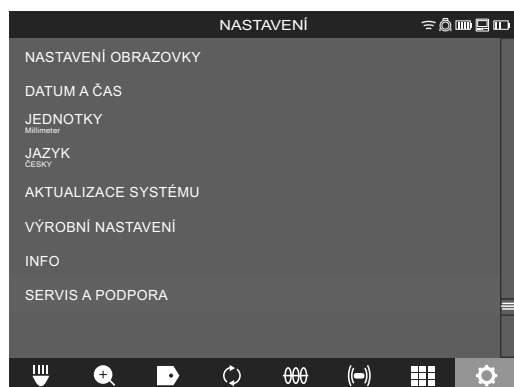 NASTAVENÍ
NASTAVENÍ OBRAZOVKY
DATUM A ČAS
JEDNOTKY
Millimeter
JAZYK
ČESKY
AKTUALIZACE SYSTÉMU
VÝROBNÍ NASTAVENÍ
INFO
SERVIS A PODPORA